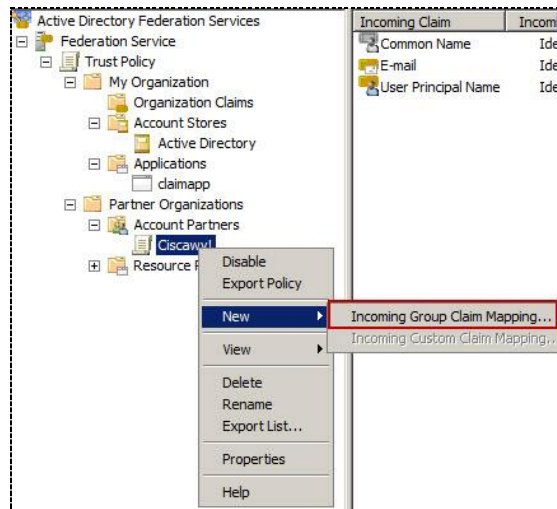 Active Directory Federation Services
Federation Service
Trust Policy
My Organization
Organization Claims
Account Stores
Active Directory
Applications
claimapp
Partner Organizations
Account Partners
Resource
Disable
Export Policy
New
View
Delete
Rename
Export List...
Properties
Help
Incoming Group Claim Mapping...
Incoming Custom Claim Mapping..
Incoming Claim
Common Name
E-mail
User Principal Name
Incomi
Ide
Ide
Ide